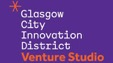 Glasgow
City
Innovation
District
Venture Studio